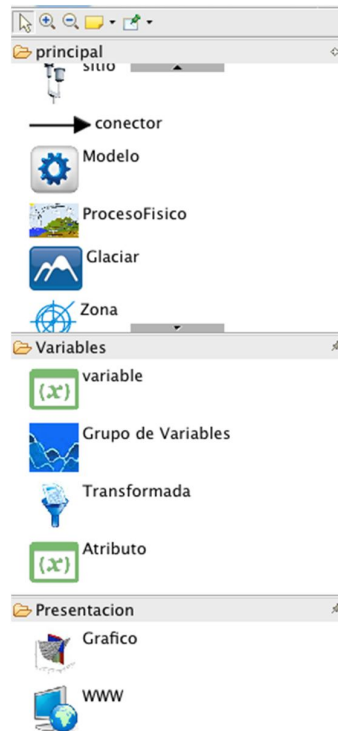 principal
sitio
conector
Modelo
ProcesoFisico
Glaciar
Zona
Variables
variable
(x)
Grupo de Variables
Transformada
Atributo
(x)
Presentacion
Grafico
WWW